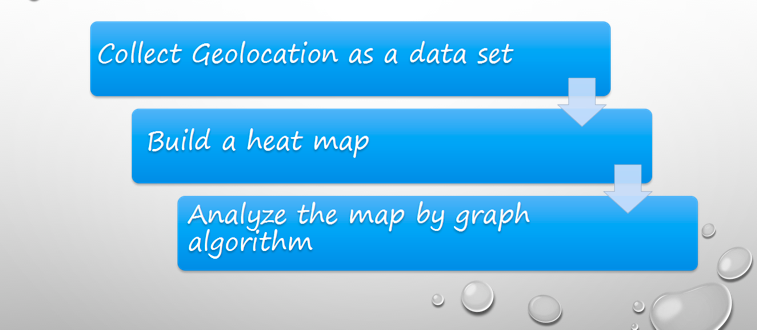 Collect Geolocation as a data set
Build a heat map
Analyze the map by graph
algorithm